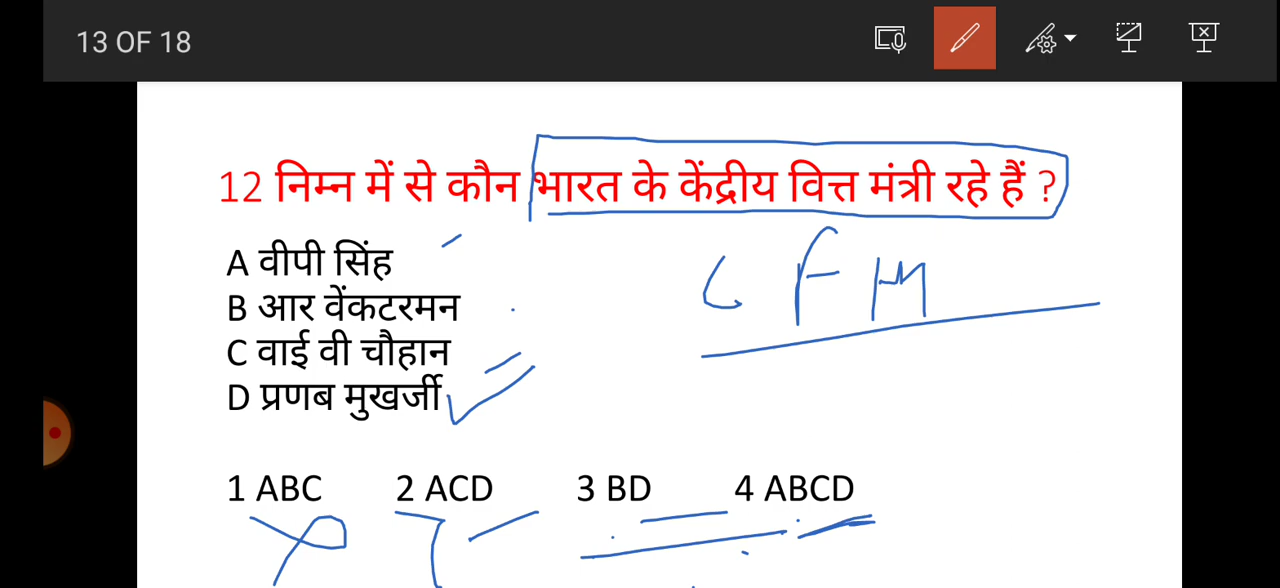 13 OF 18
12 निम्न में से कौन भारत के केंद्रीय वित्त मंत्री रहे हैं ?
A वीपी सिंह
B आर वेंकटरमन
C वाई वी चौहान
D प्रणब मुखर्जी
C F M
1 ABC 2 ACD 3 BD 4 ABCD